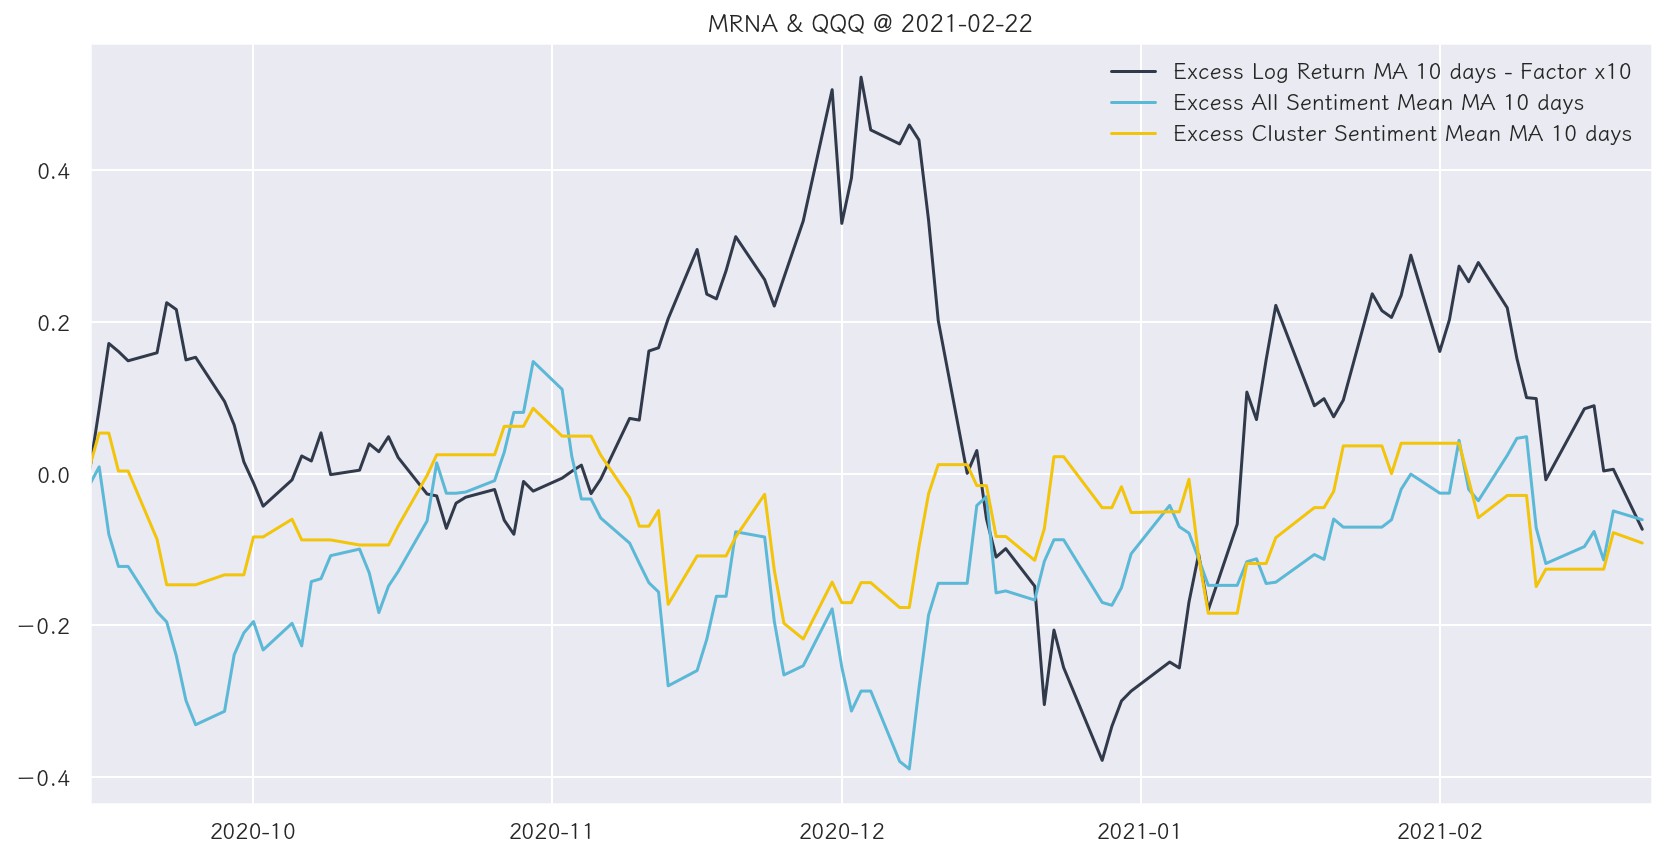 MRNA & QQQ @ 2021-02-22
Excess Log Return MA 10 days - Factor x10
Excess All Sentiment Mean MA 10 days
Excess Cluster Sentiment Mean MA 10 days
0.4
0.2
0.0
−0.2
−0.4
2020-10
2020-11
2020-12
2021-01
2021-02